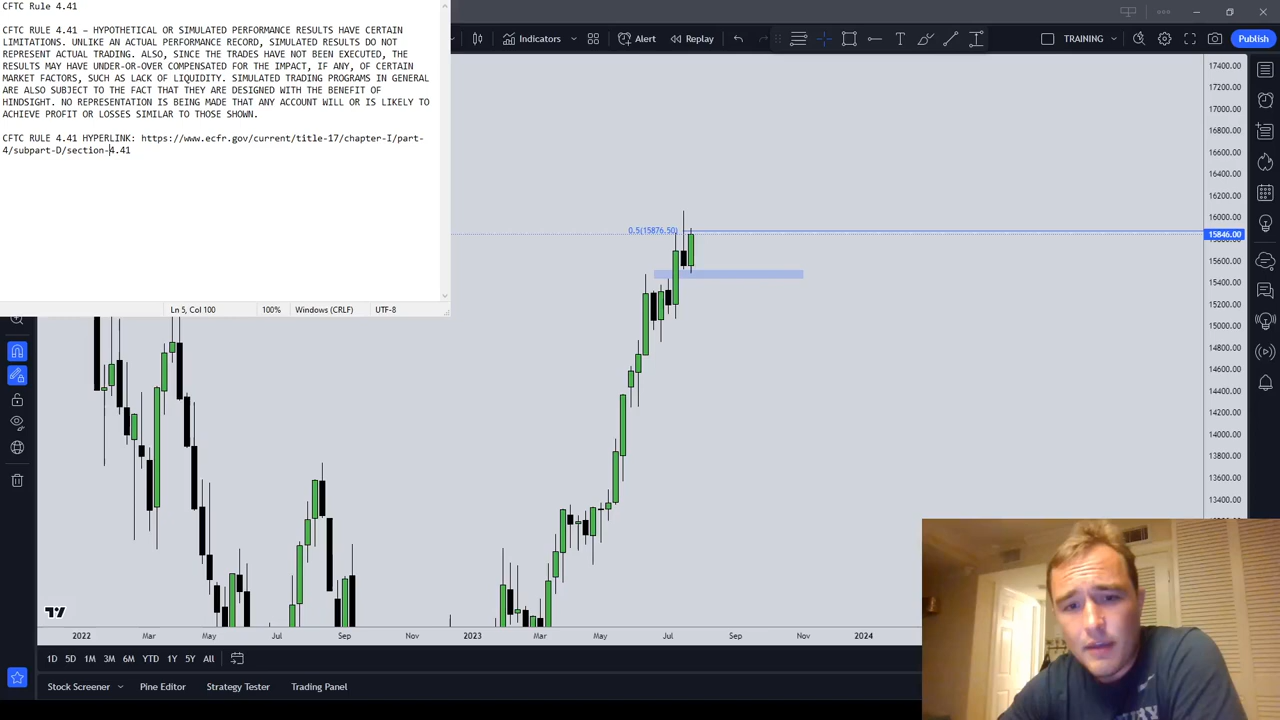 CFTC Rule 4.41
CFTC RULE 4.41 – HYPOTHETICAL OR SIMULATED PERFORMANCE RESULTS HAVE CERTAIN
LIMITATIONS. UNLIKE AN ACTUAL PERFORMANCE RECORD, SIMULATED RESULTS DO NOT
REPRESENT ACTUAL TRADING. ALSO, SINCE THE TRADES HAVE NOT BEEN EXECUTED, THE
RESULTS MAY HAVE UNDER-OR-OVER COMPENSATED FOR THE IMPACT, IF ANY, OF CERTAIN
MARKET FACTORS, SUCH AS LACK OF LIQUIDITY. SIMULATED TRADING PROGRAMS IN GENERAL
ARE ALSO SUBJECT TO THE FACT THAT THEY ARE DESIGNED WITH THE BENEFIT OF
HINDSIGHT. NO REPRESENTATION IS BEING MADE THAT ANY ACCOUNT WILL OR IS LIKELY TO
ACHIEVE PROFIT OR LOSSES SIMILAR TO THOSE SHOWN.
CFTC RULE 4.41 HYPERLINK: https://www.ecfr.gov/current/title-17/chapter-I/part-
4/subpart-D/section-4.41
Ln 5, Col 100 100% Windows (CRLF) UTF-8
Indicators Alert Replay TRAINING Publish
17400.00
17200.00
17000.00
16800.00
16600.00
16400.00
16200.00
16000.00
0.5(15876.50)
15846.00
15600.00
15400.00
15200.00
15000.00
14800.00
14600.00
14400.00
14200.00
14000.00
13800.00
13600.00
13400.00
2022 Mar May Jul Sep Nov 2023 Mar May Jul Sep Nov 2024
1D 5D 1M 3M 6M YTD 1Y 5Y All
Stock Screener Pine Editor Strategy Tester Trading Panel